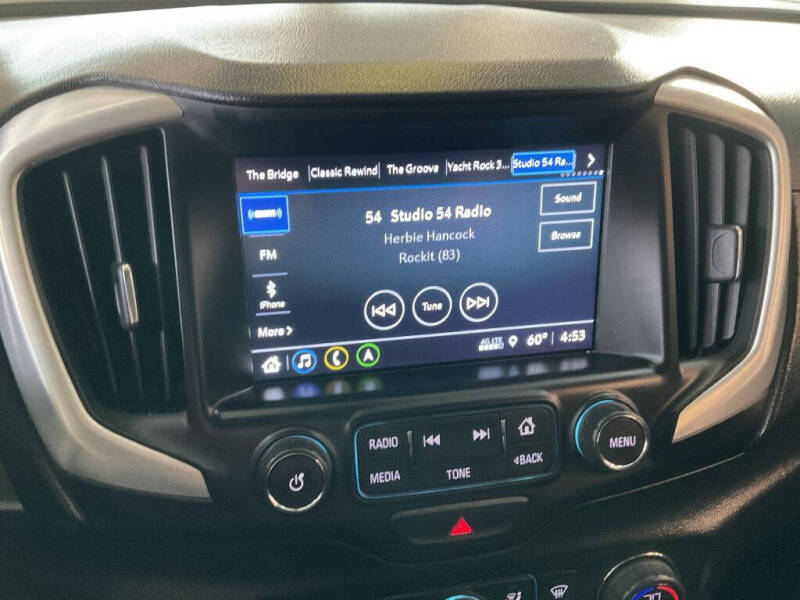 The Bridge Classic Rewind The Groove Yacht Rock 3... Studio 54 Ra...
54 Studio 54 Radio
Sound
Herbie Hancock
Browse
FM
Rockit (83)
iPhone
Tune
More
4G LTE 60° 4:53
RADIO
MENU
MEDIA TONE BACK